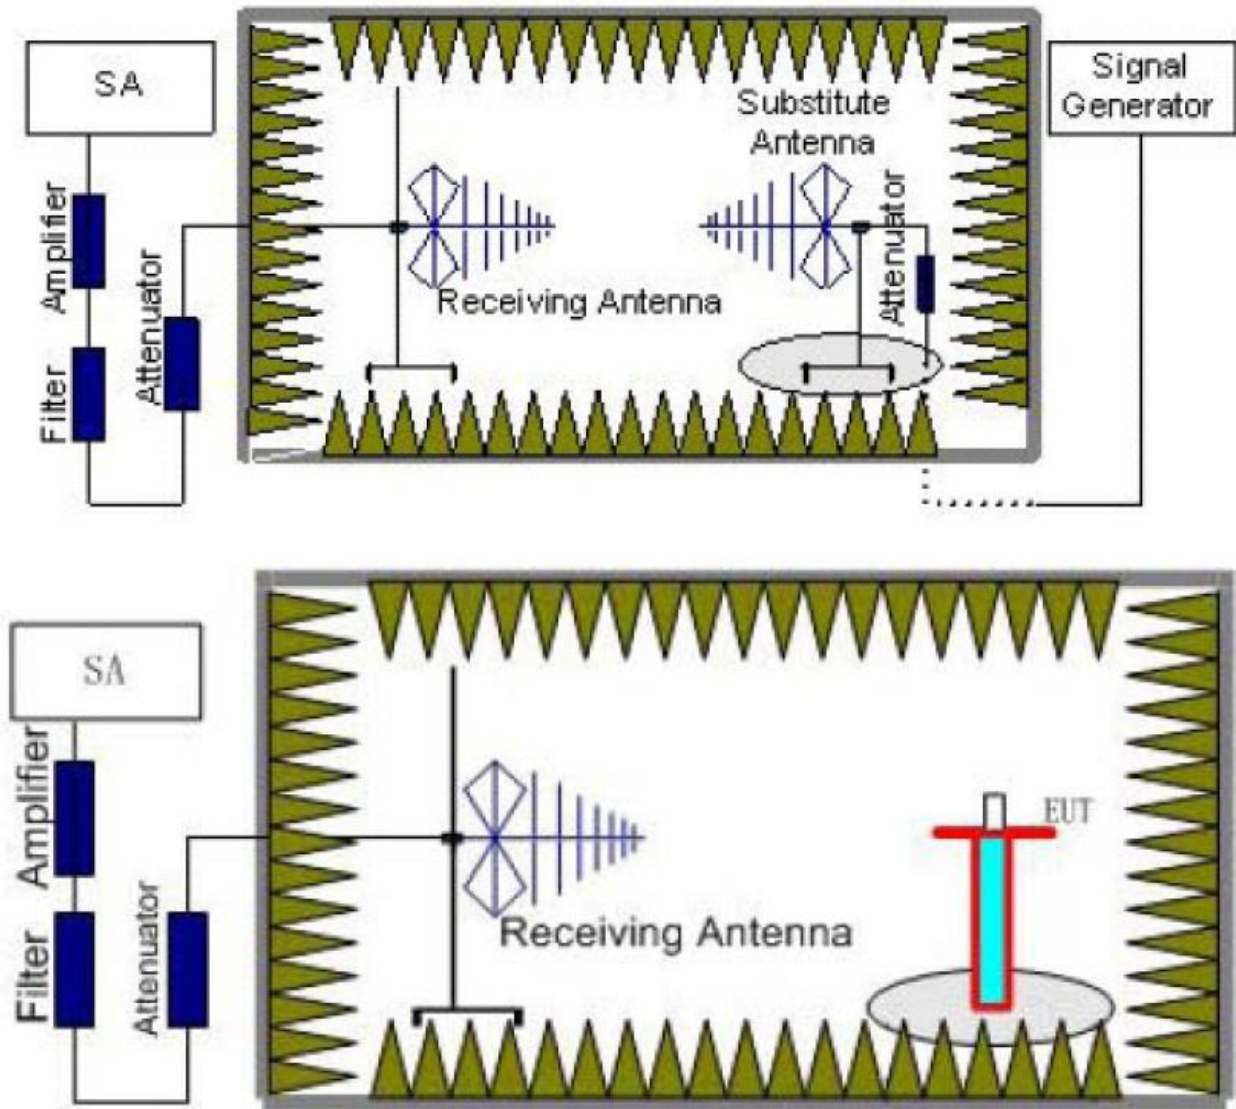 SA
Signal
Generator
Substitute
Antenna
Amplifier
Attenuator
Attenuator
Receiving Antenna
Filter
SA
Amplifier
EUT
Attenuator
Filter
Receiving Antenna